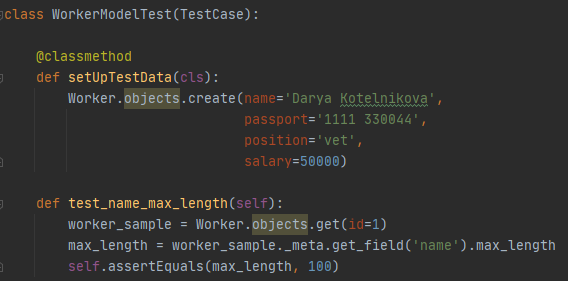 class WorkerModelTest(TestCase):
@classmethod
def setUpTestData(cls):
Worker.objects.create(name='Darya Kotelnikova',
passport='1111 330044',
position='vet',
salary=50000)
def test_name_max_length(self):
worker_sample = Worker.objects.get(id=1)
max_length = worker_sample._meta.get_field('name').max_length
self.assertEquals(max_length, 100)